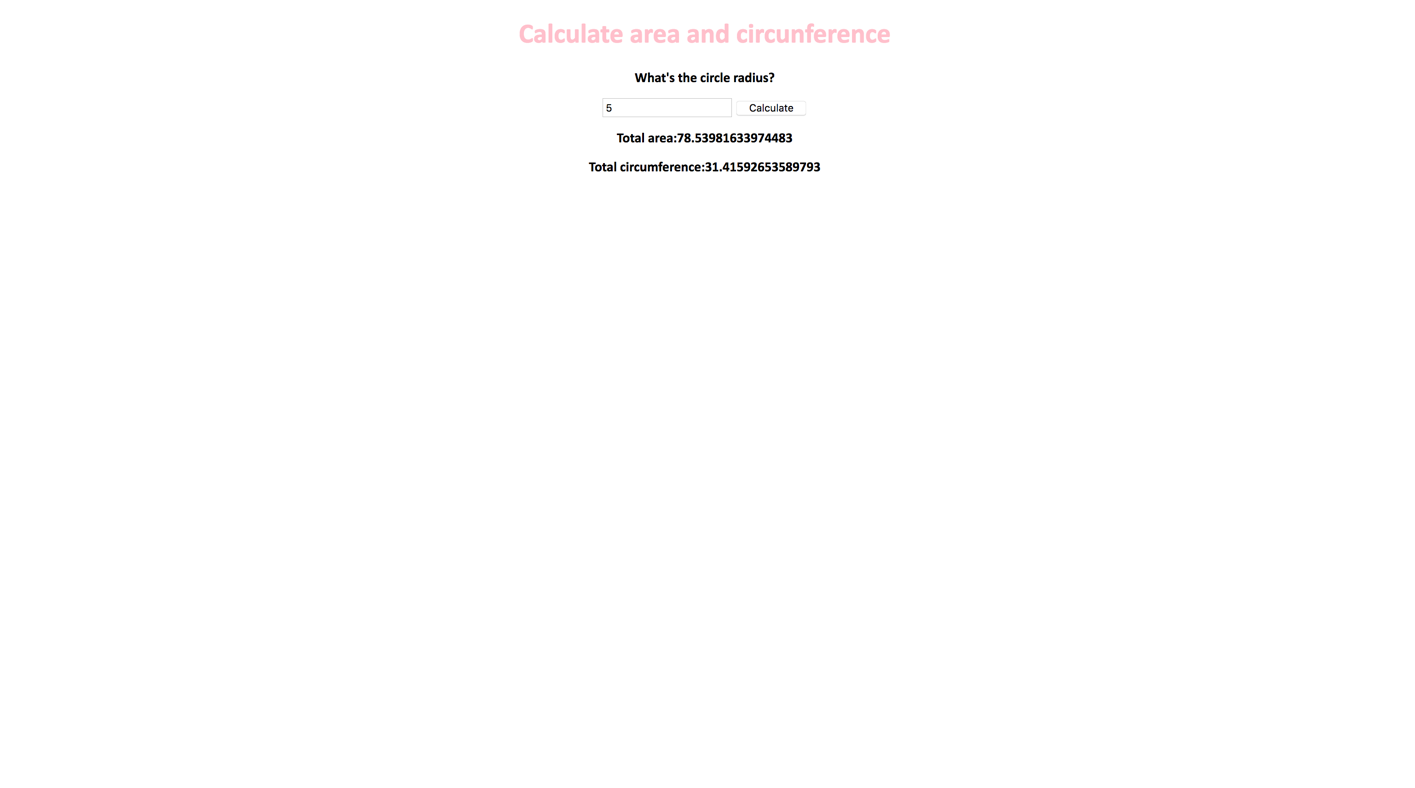 Calculate area and circunference
What's the circle radius?
5 Calculate
Total area:78.53981633974483
Total circumference:31.41592653589793